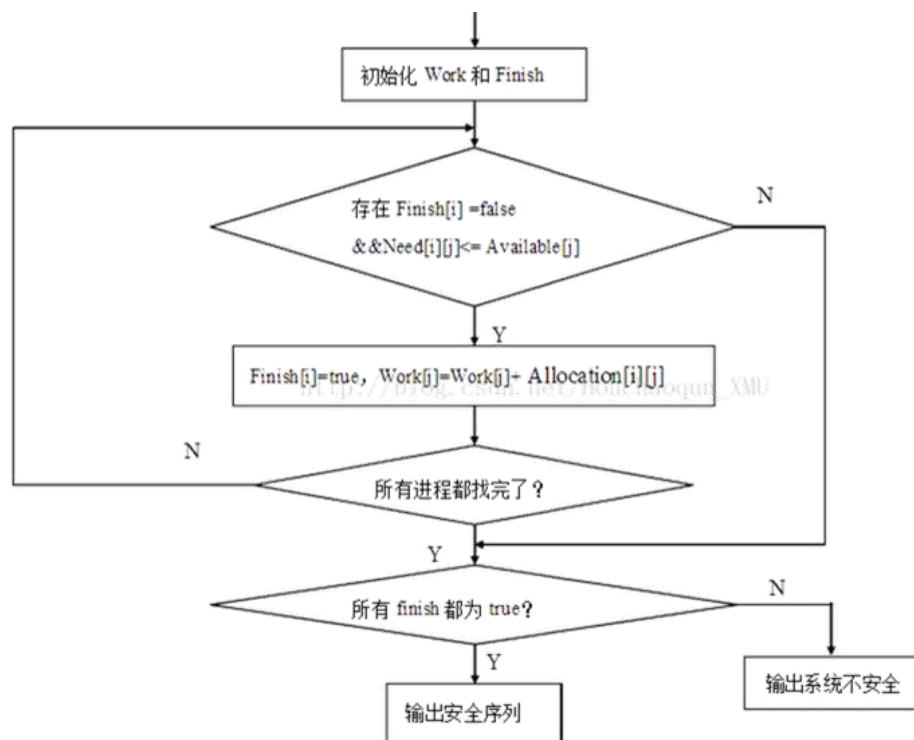 初始化 Work 和 Finish
存在 Finish[i] =false
&&Need[i][j]<= Available[j]
N
Y
Finish[i]=true，Work[j]=Work[j]+ Allocation[i][j]
N
所有进程都找完了？
Y
所有 finish 都为 true?
N
Y
输出系统不安全
输出安全序列